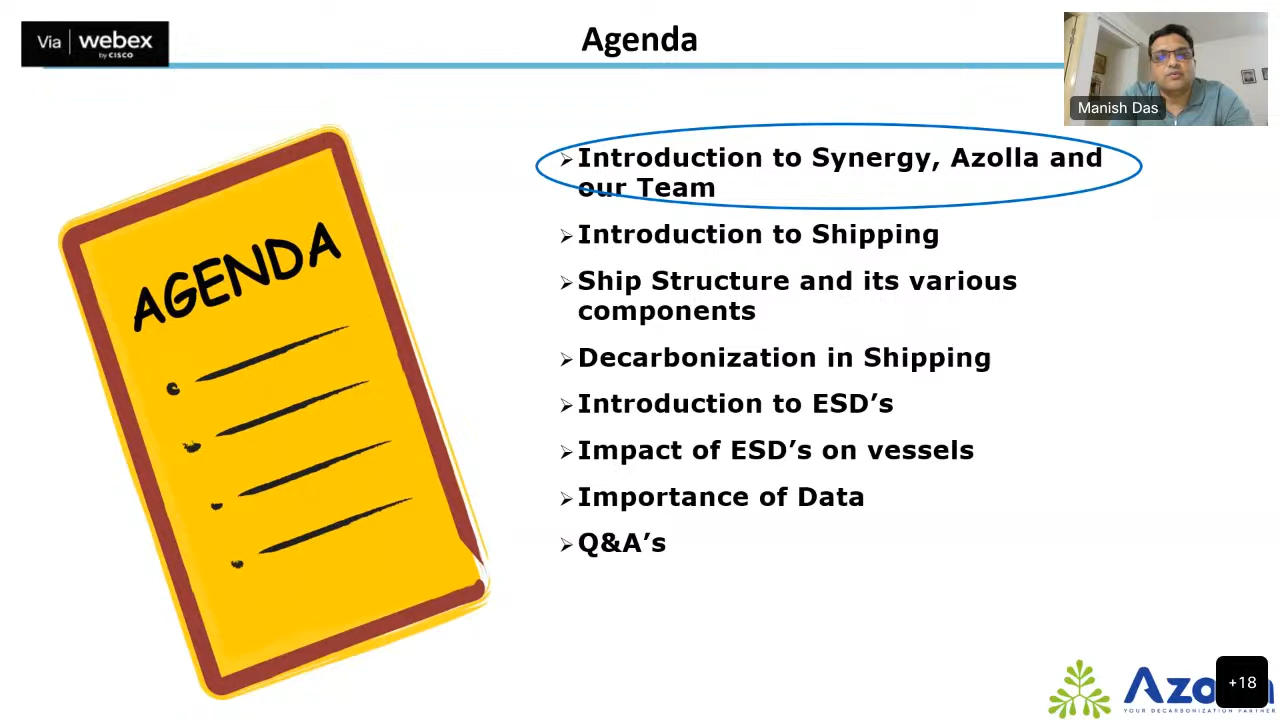 Via webex
by CISCO
Agenda
Manish Das
➢Introduction to Synergy, Azolla and
our Team
➢Introduction to Shipping
➢Ship Structure and its various
components
➢Decarbonization in Shipping
➢Introduction to ESD’s
➢Impact of ESD’s on vessels
➢Importance of Data
➢Q&A’s
AGENDA
+18
YOUR DECARBONIZATION PARTNER